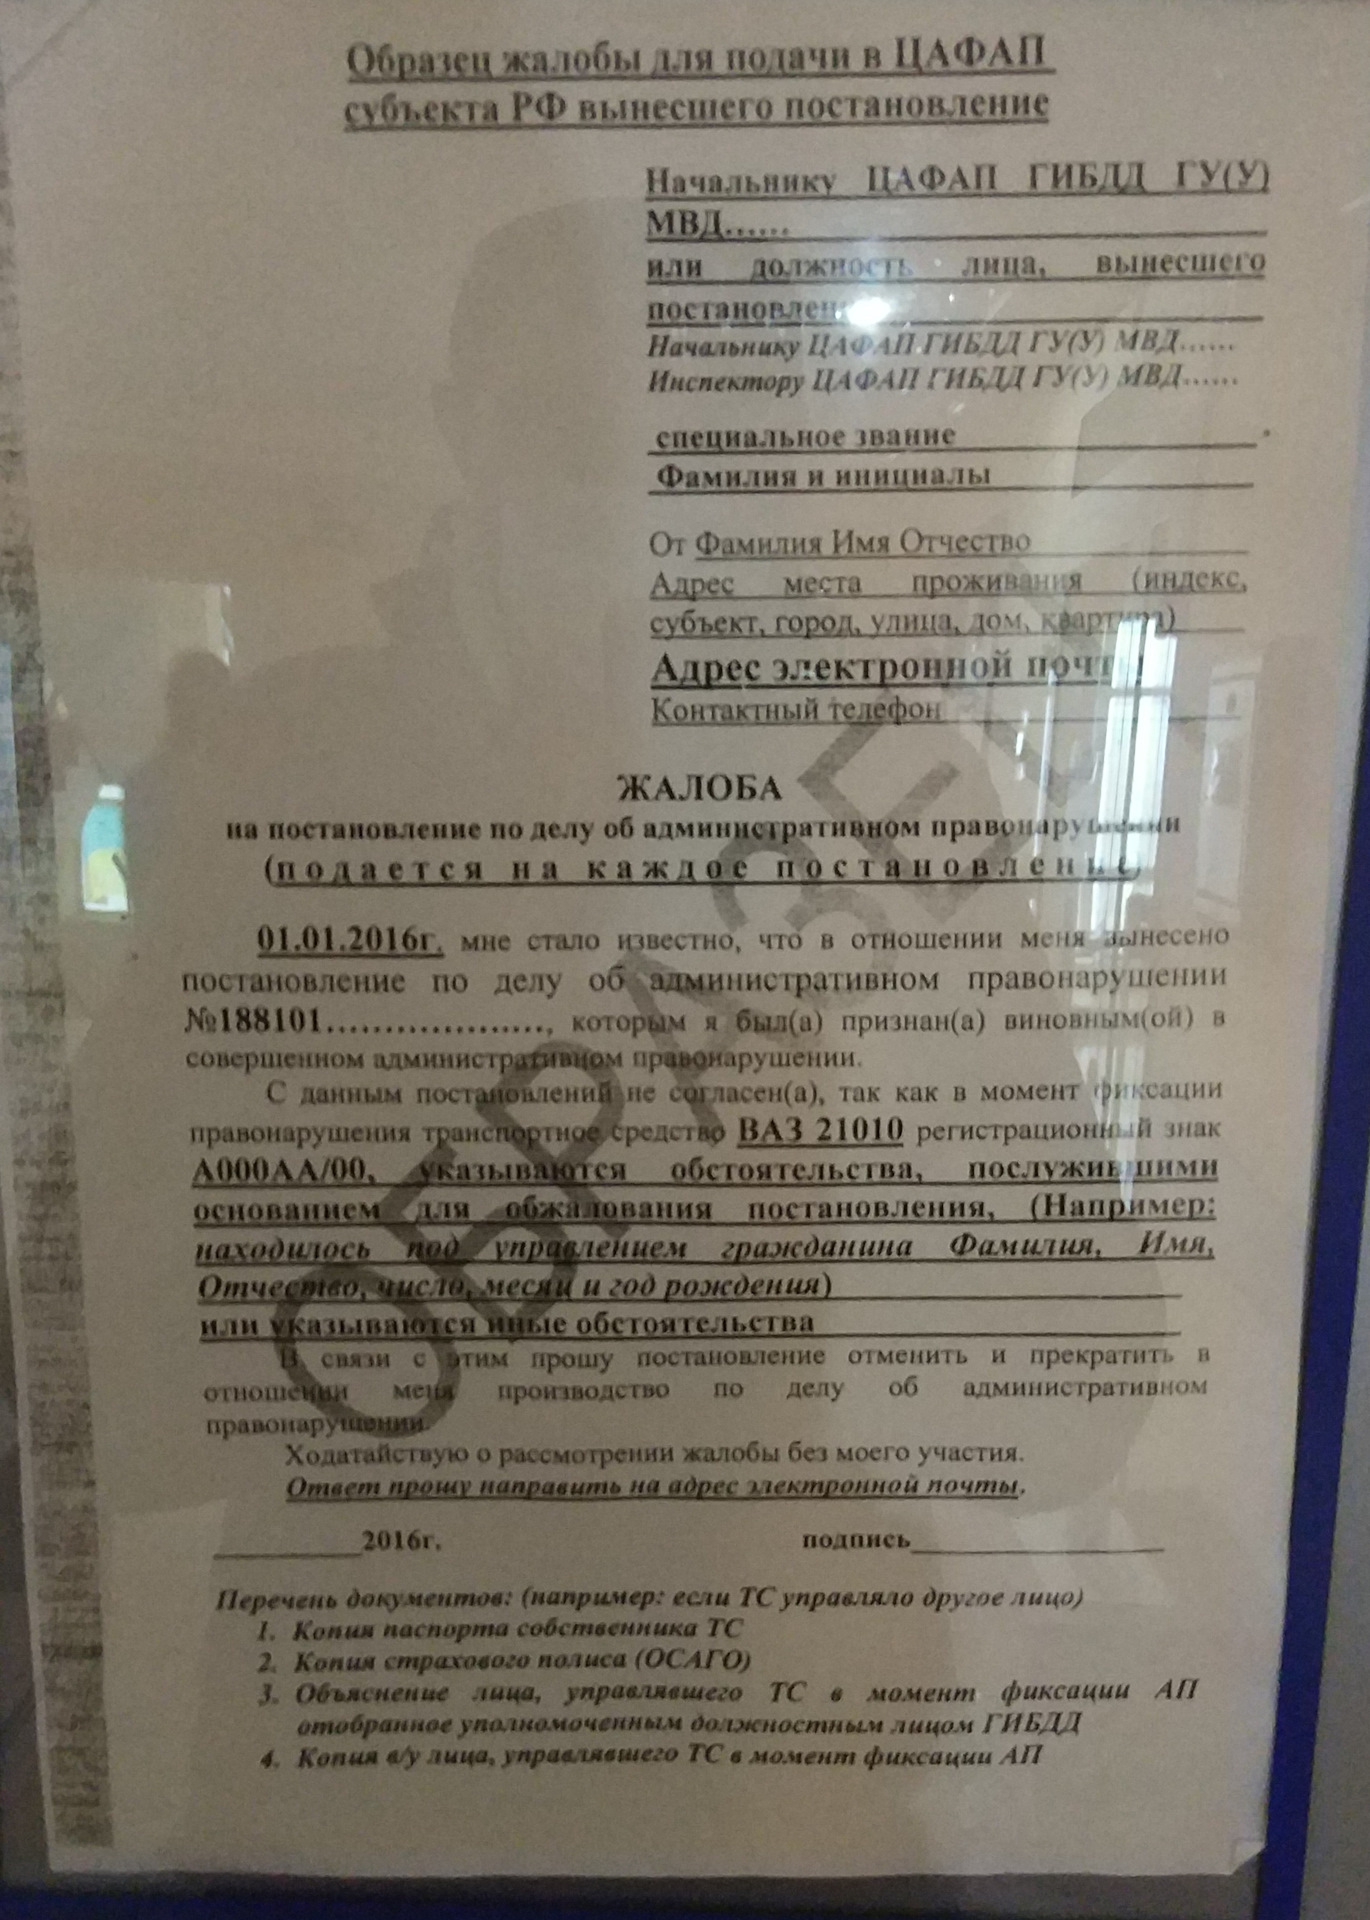 Образец жалобы для подачи в ЦАФАП
субъекта РФ вынесшего постановление
Начальнику ЦАФАП ГИБДД ГУ(У)
МВД......
или должность лица, вынесшего
Начальнику ЦАФАП ГИБДД ГУ(У) МВД......
Инспектору ЦАФАП ГИБДД ГУ(У) МВД......
специальное звание
Фамилия и инициалы
От Фамилия Имя Отчество
Адрес места проживания (индекс,
субъект, город, улица, дом, квартира)
Адрес электронной почты
Контактный телефон
ЖАЛОБА
на постановление по делу об административном правонарушении
(подается на каждое постановление)
01.01.2016г. мне стало известно, что в отношении меня вынесено
постановление по делу об административном правонарушении
№188101..................., которым я был(а) признан(а) виновным(ой) в
совершенном административном правонарушении.
С данным постановлений не согласен(а), так как в момент фиксации
правонарушения транспортное средство ВАЗ 21010 регистрационный знак
А000АА/00, указываются обстоятельства, послужившими
основанием для обжалования постановления, (Например:
находилось под управлением гражданина Фамилия, Имя,
Отчество, число, месяц и год рождения)
или указываются иные обстоятельства
В связи с этим прошу постановление отменить и прекратить в
отношении меня производство по делу об административном
правонарушении.
Ходатайствую о рассмотрении жалобы без моего участия.
Ответ прошу направить на адрес электронной почты.
__________2016г. подпись__________________
Перечень документов: (например: если ТС управляло другое лицо)
1. Копия паспорта собственника ТС
2. Копия страхового полиса (ОСАГО)
3. Объяснение лица, управлявшего ТС в момент фиксации АП
отобранное уполномоченным должностным лицом ГИБДД
4. Копия в/у лица, управлявшего ТС в момент фиксации АП
ОБРАЗЕЦ